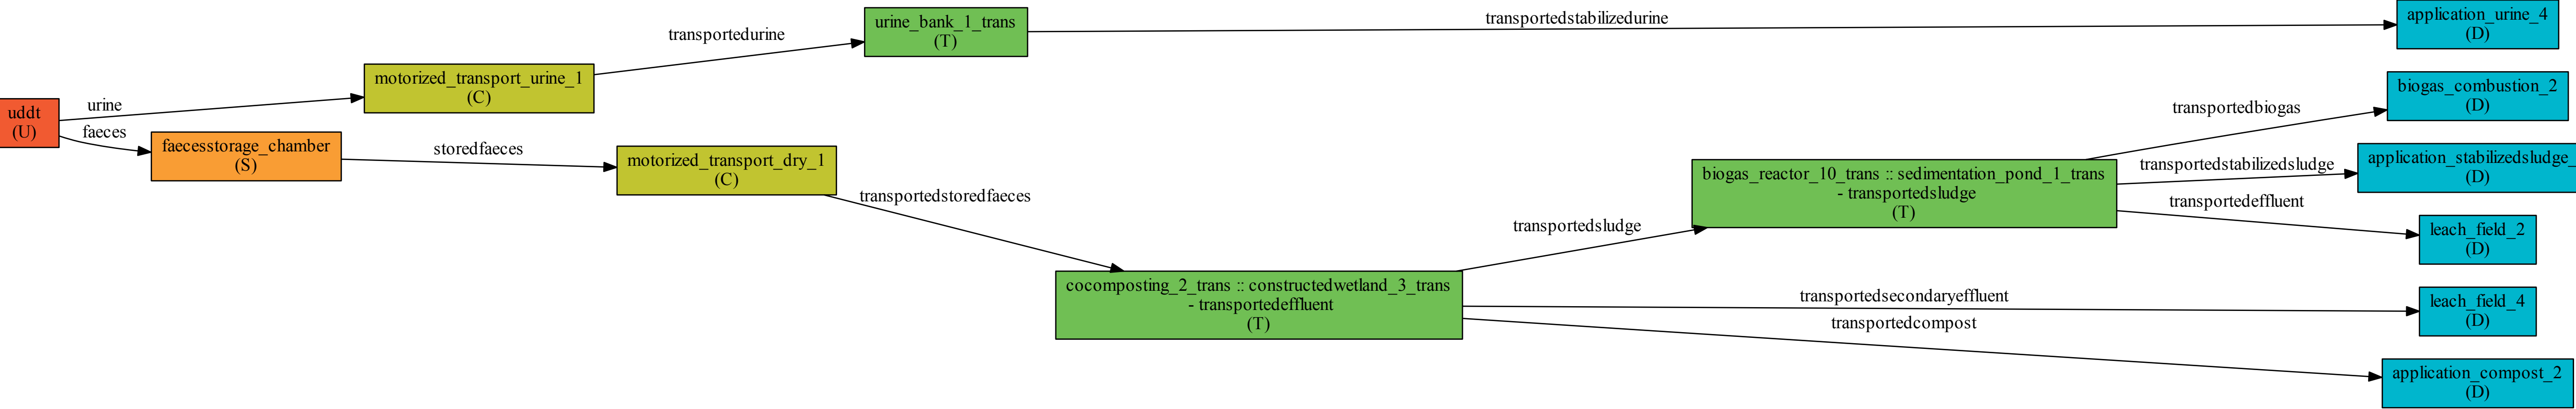 uddt
(U)
urine
faeces
faecesstorage_chamber
(S)
motorized_transport_urine_1
(C)
storedfaeces
motorized_transport_dry_1
(C)
transportedurine
urine_bank_1_trans
(T)
transportedstoredfaeces
cocomposting_2_trans :: constructedwetland_3_trans
- transportedeffluent
(T)
transportedstabilizedurine
transportedsludge
biogas_reactor_10_trans :: sedimentation_pond_1_trans
- transportedsludge
(T)
transportedsecondaryeffluent
transportedcompost
transportedbiogas
transportedstabilizedsludge
transportedeffluent
application_urine_4
(D)
biogas_combustion_2
(D)
application_stabilizedsludge_
(D)
leach_field_2
(D)
leach_field_4
(D)
application_compost_2
(D)